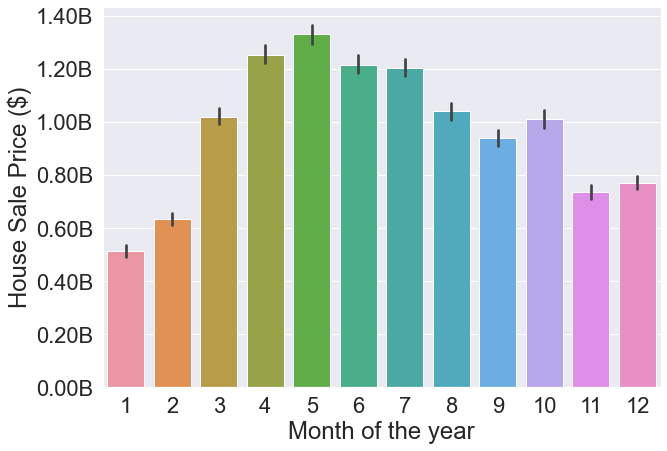 House Sale Price ($)
1.40B
1.20B
1.00B
0.80B
0.60B
0.40B
0.20B
0.00B
1 2 3 4 5 6 7 8 9 10 11 12
Month of the year